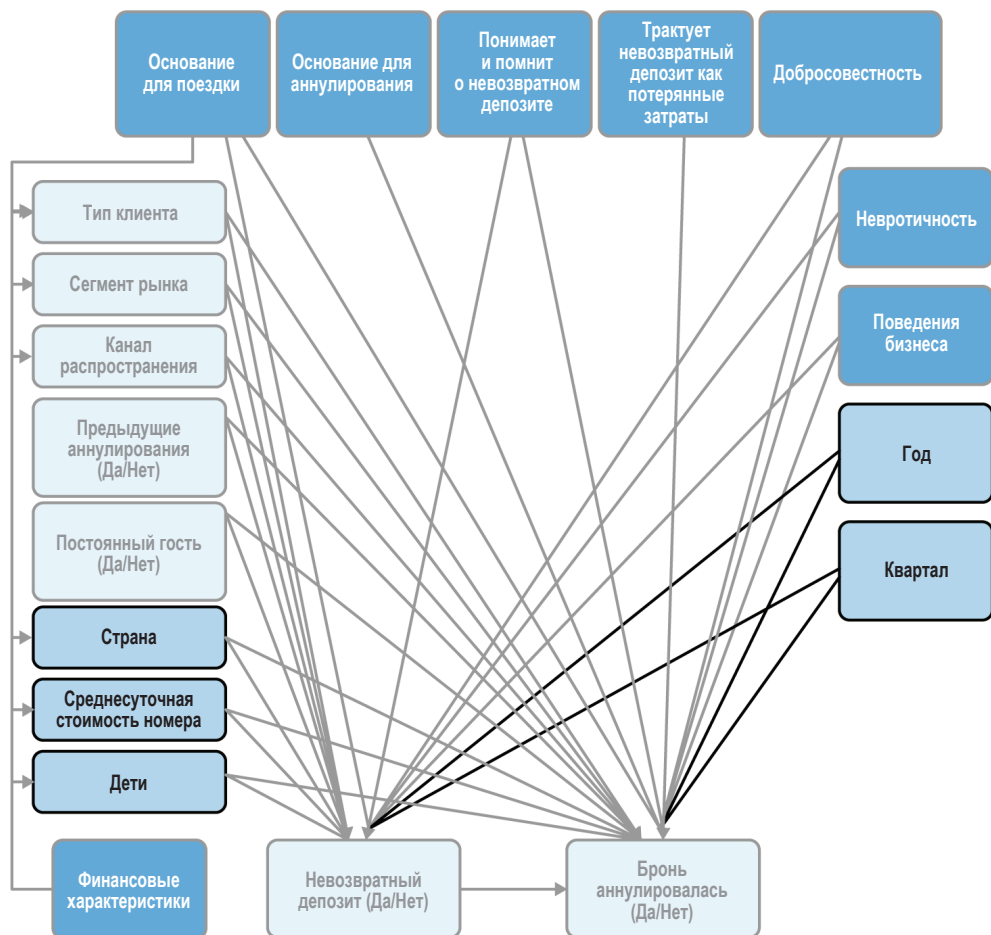 Основание
для поездки
Основание для
аннулирования
Понимает
и помнит
о невозвратном
депозите
Трактует
невозвратный
депозит как
потерянные
затраты
Добросовестность
Тип клиента
Невротичность
Сегмент рынка
Поведения
бизнеса
Канал
распространения
Предыдущие
аннулирования
(Да/Нет)
Год
Постоянный гость
(Да/Нет)
Квартал
Страна
Среднесуточная
стоимость номера
Дети
Финансовые
характеристики
Невозвратный
депозит (Да/Нет)
Бронь
аннулировалась
(Да/Нет)